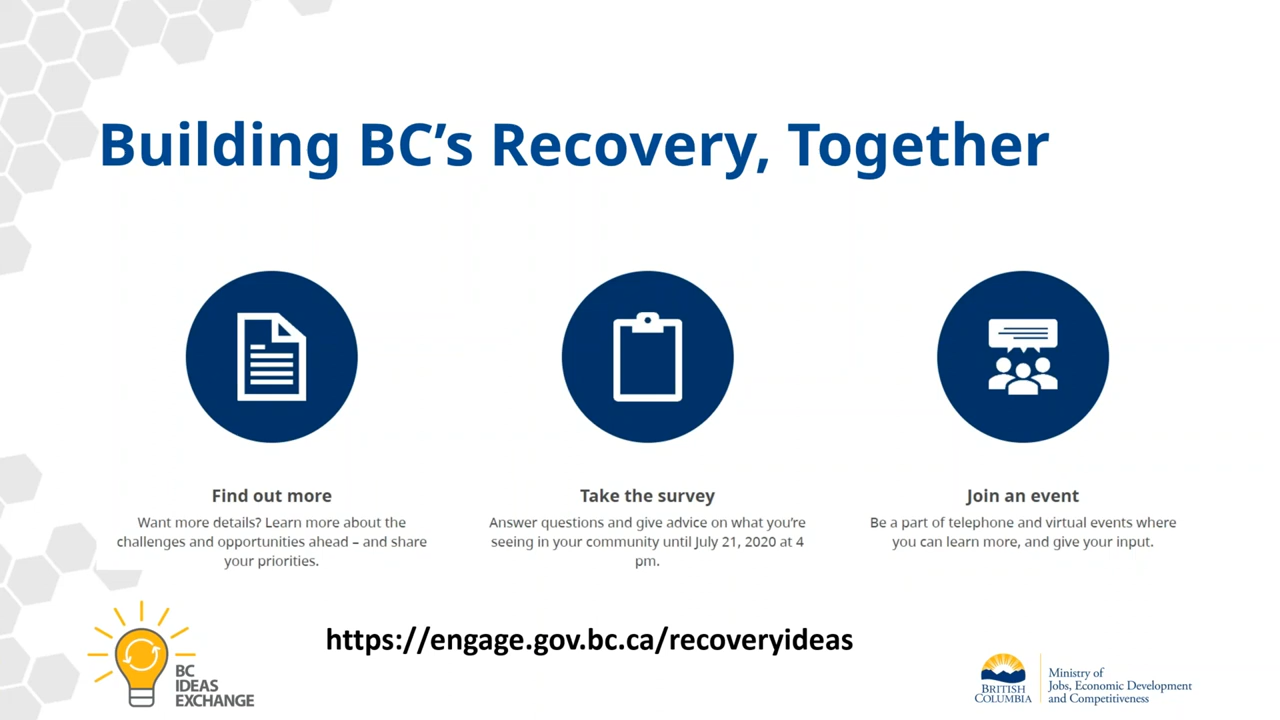 Building BC’s Recovery, Together
Find out more
Want more details? Learn more about the
challenges and opportunities ahead – and share
your priorities.
Take the survey
Answer questions and give advice on what you’re
seeing in your community until July 21, 2020 at 4
pm.
Join an event
Be a part of telephone and virtual events where
you can learn more, and give your input.
https://engage.gov.bc.ca/recoveryideas
BC
IDEAS
EXCHANGE
BRITISH
COLUMBIA
Ministry of
Jobs, Economic Development
and Competitiveness